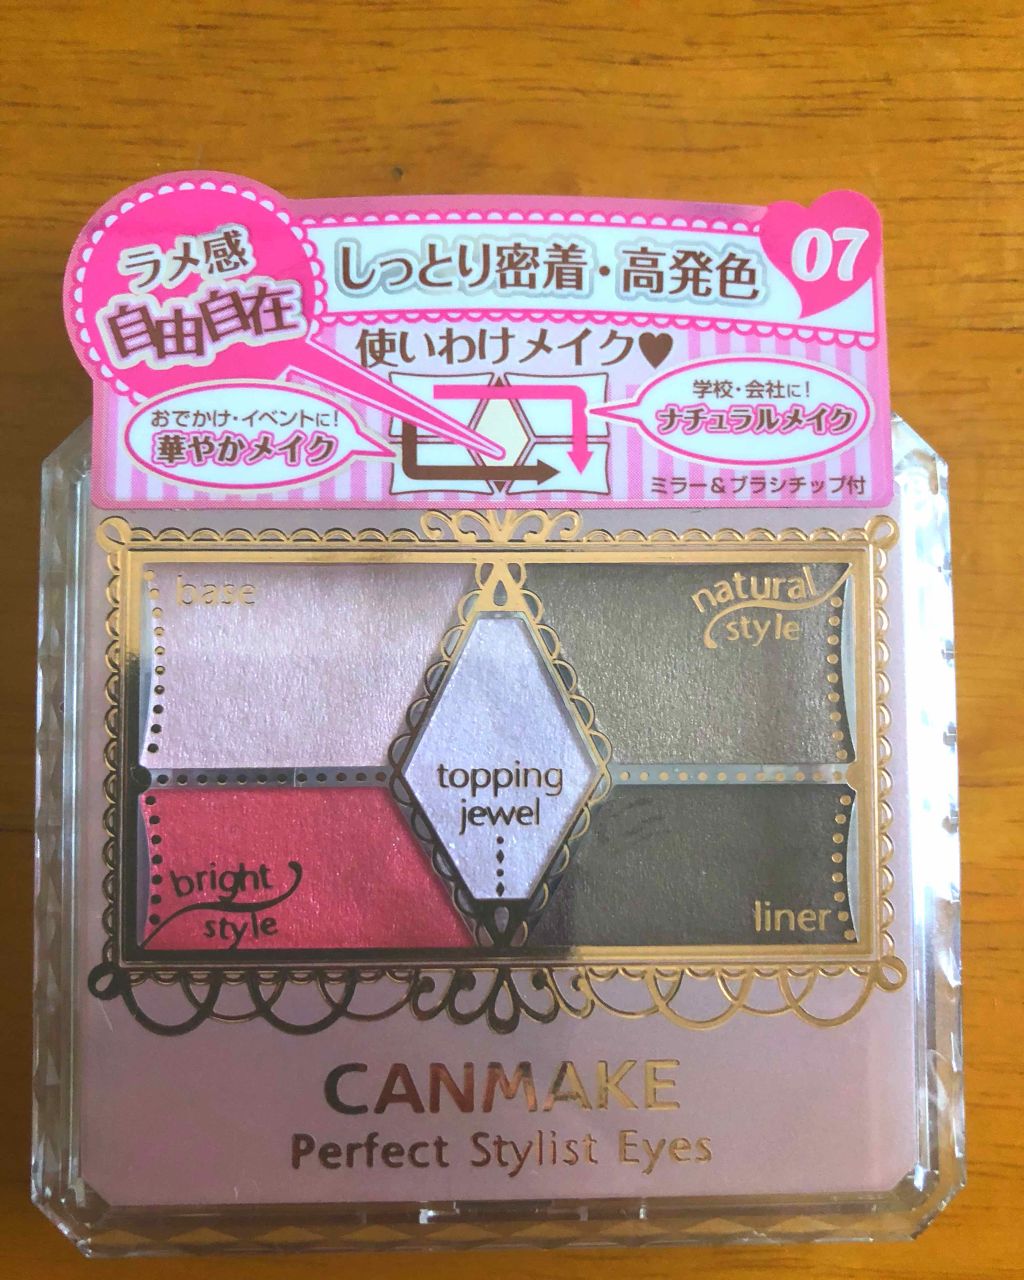 ラメ感
自由自在
しっとり密着・高発色
07
使いわけメイク♥
おでかけ・イベントに!
華やかメイク
学校・会社に!
ナチュラルメイク
ミラー&ブラシチップ付
base
natural
style
topping
jewel
bright
style
liner
CANMAKE
Perfect Stylist Eyes